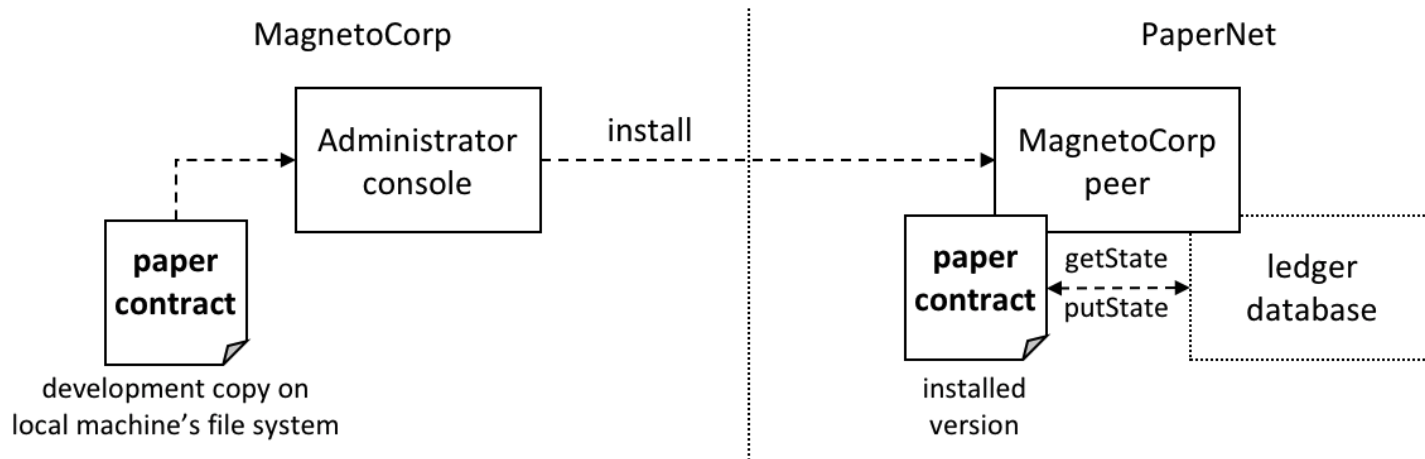 MagnetoCorp
PaperNet
Administrator
console
install
MagnetoCorp
peer
paper
contract
development copy on
local machine’s file system
paper
contract
installed
version
getState
putState
ledger
database